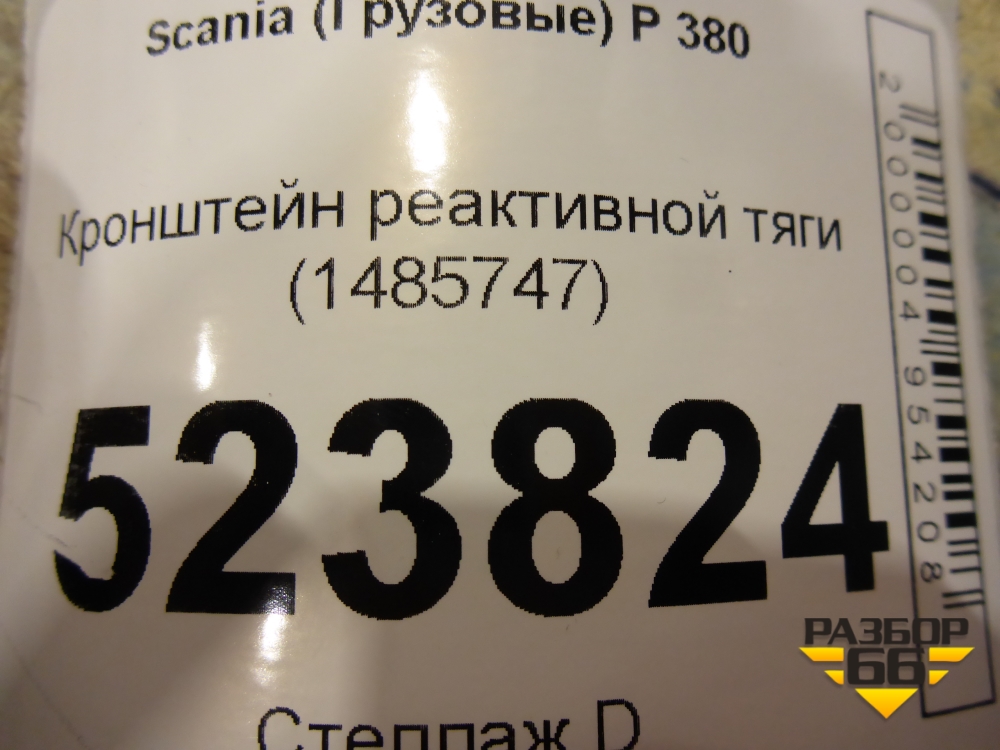 Scania (Грузовые) P 380
Кронштейн реактивной тяги
(1485747)
523824
Стеллаж D
2000004954208
РАЗБОР
66